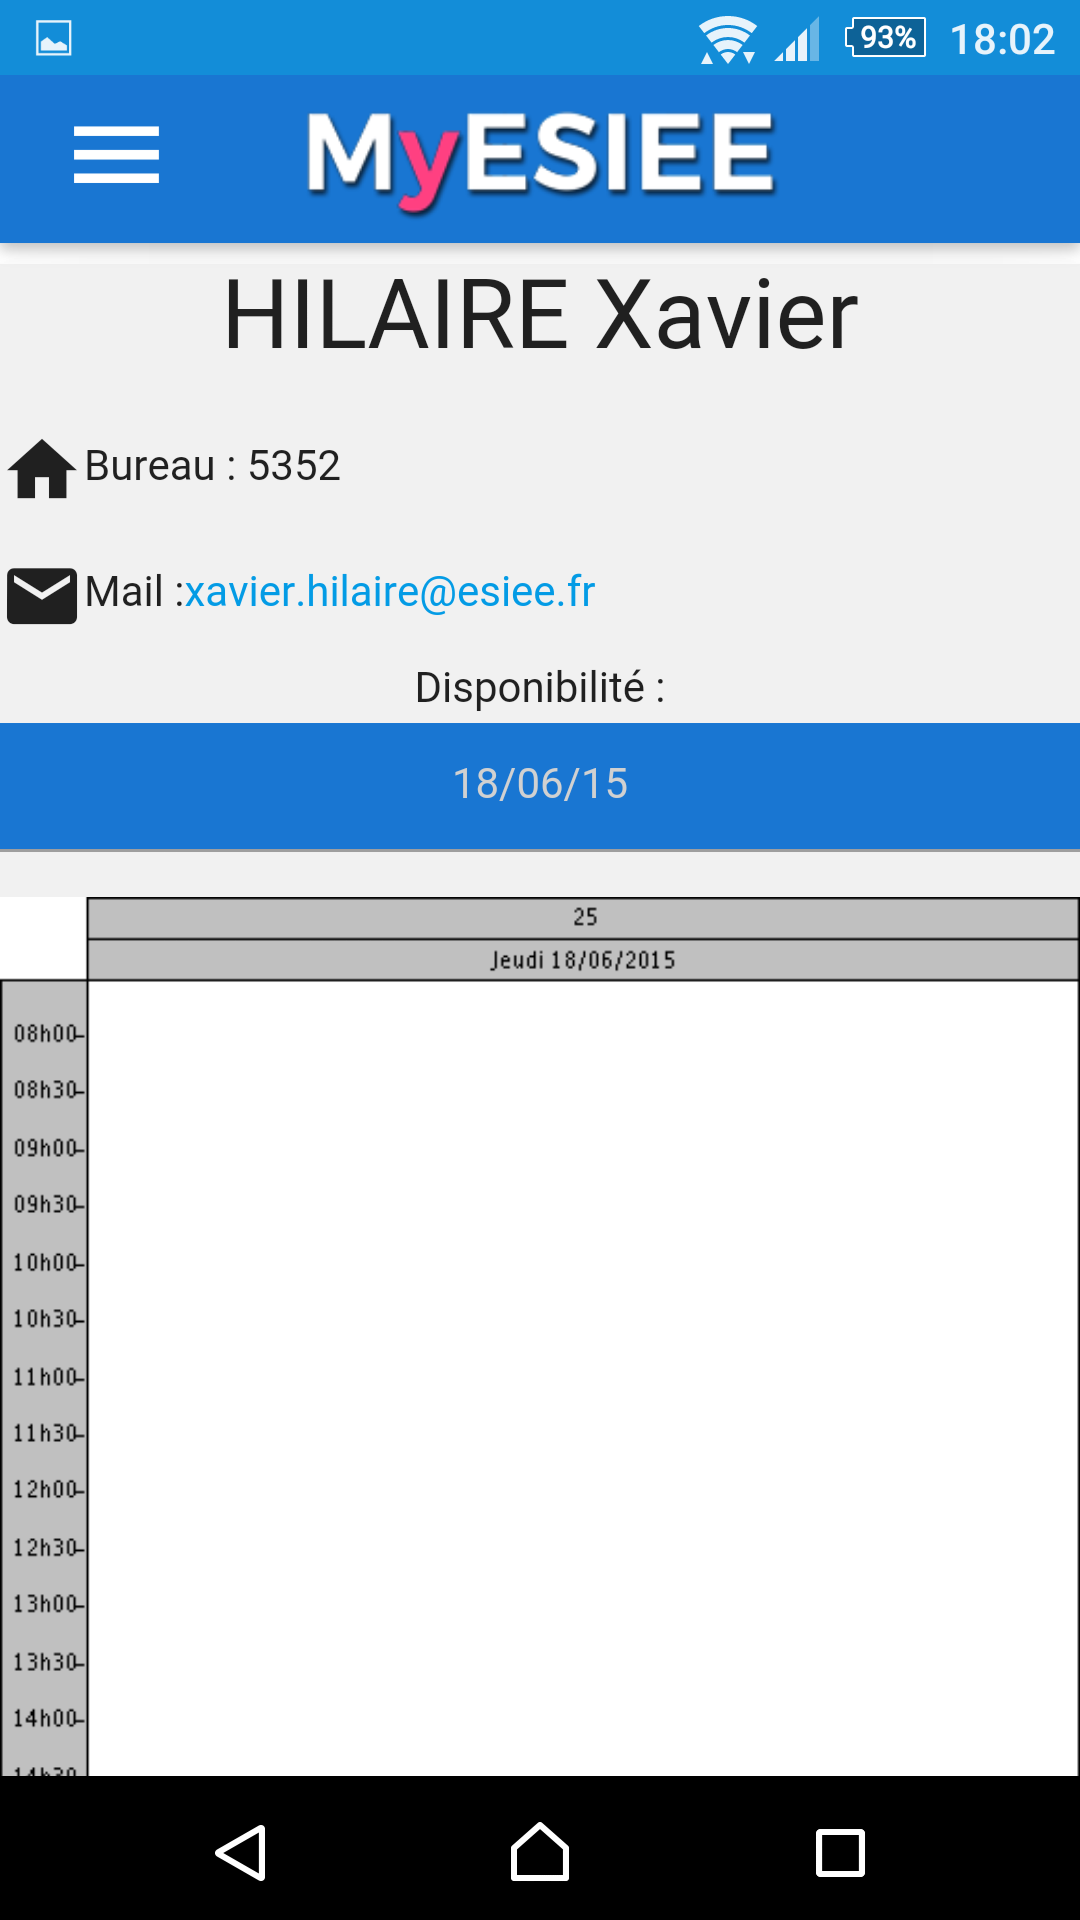 93% 18:02
MyESIEE
HILAIRE Xavier
Bureau : 5352
Mail :xavier.hilaire@esiee.fr
Disponibilité :
18/06/15
25
Jeudi 18/06/2015
08h00
08h30
09h00
09h30
10h00
10h30
11h00
11h30
12h00
12h30
13h00
13h30
14h00
14h30